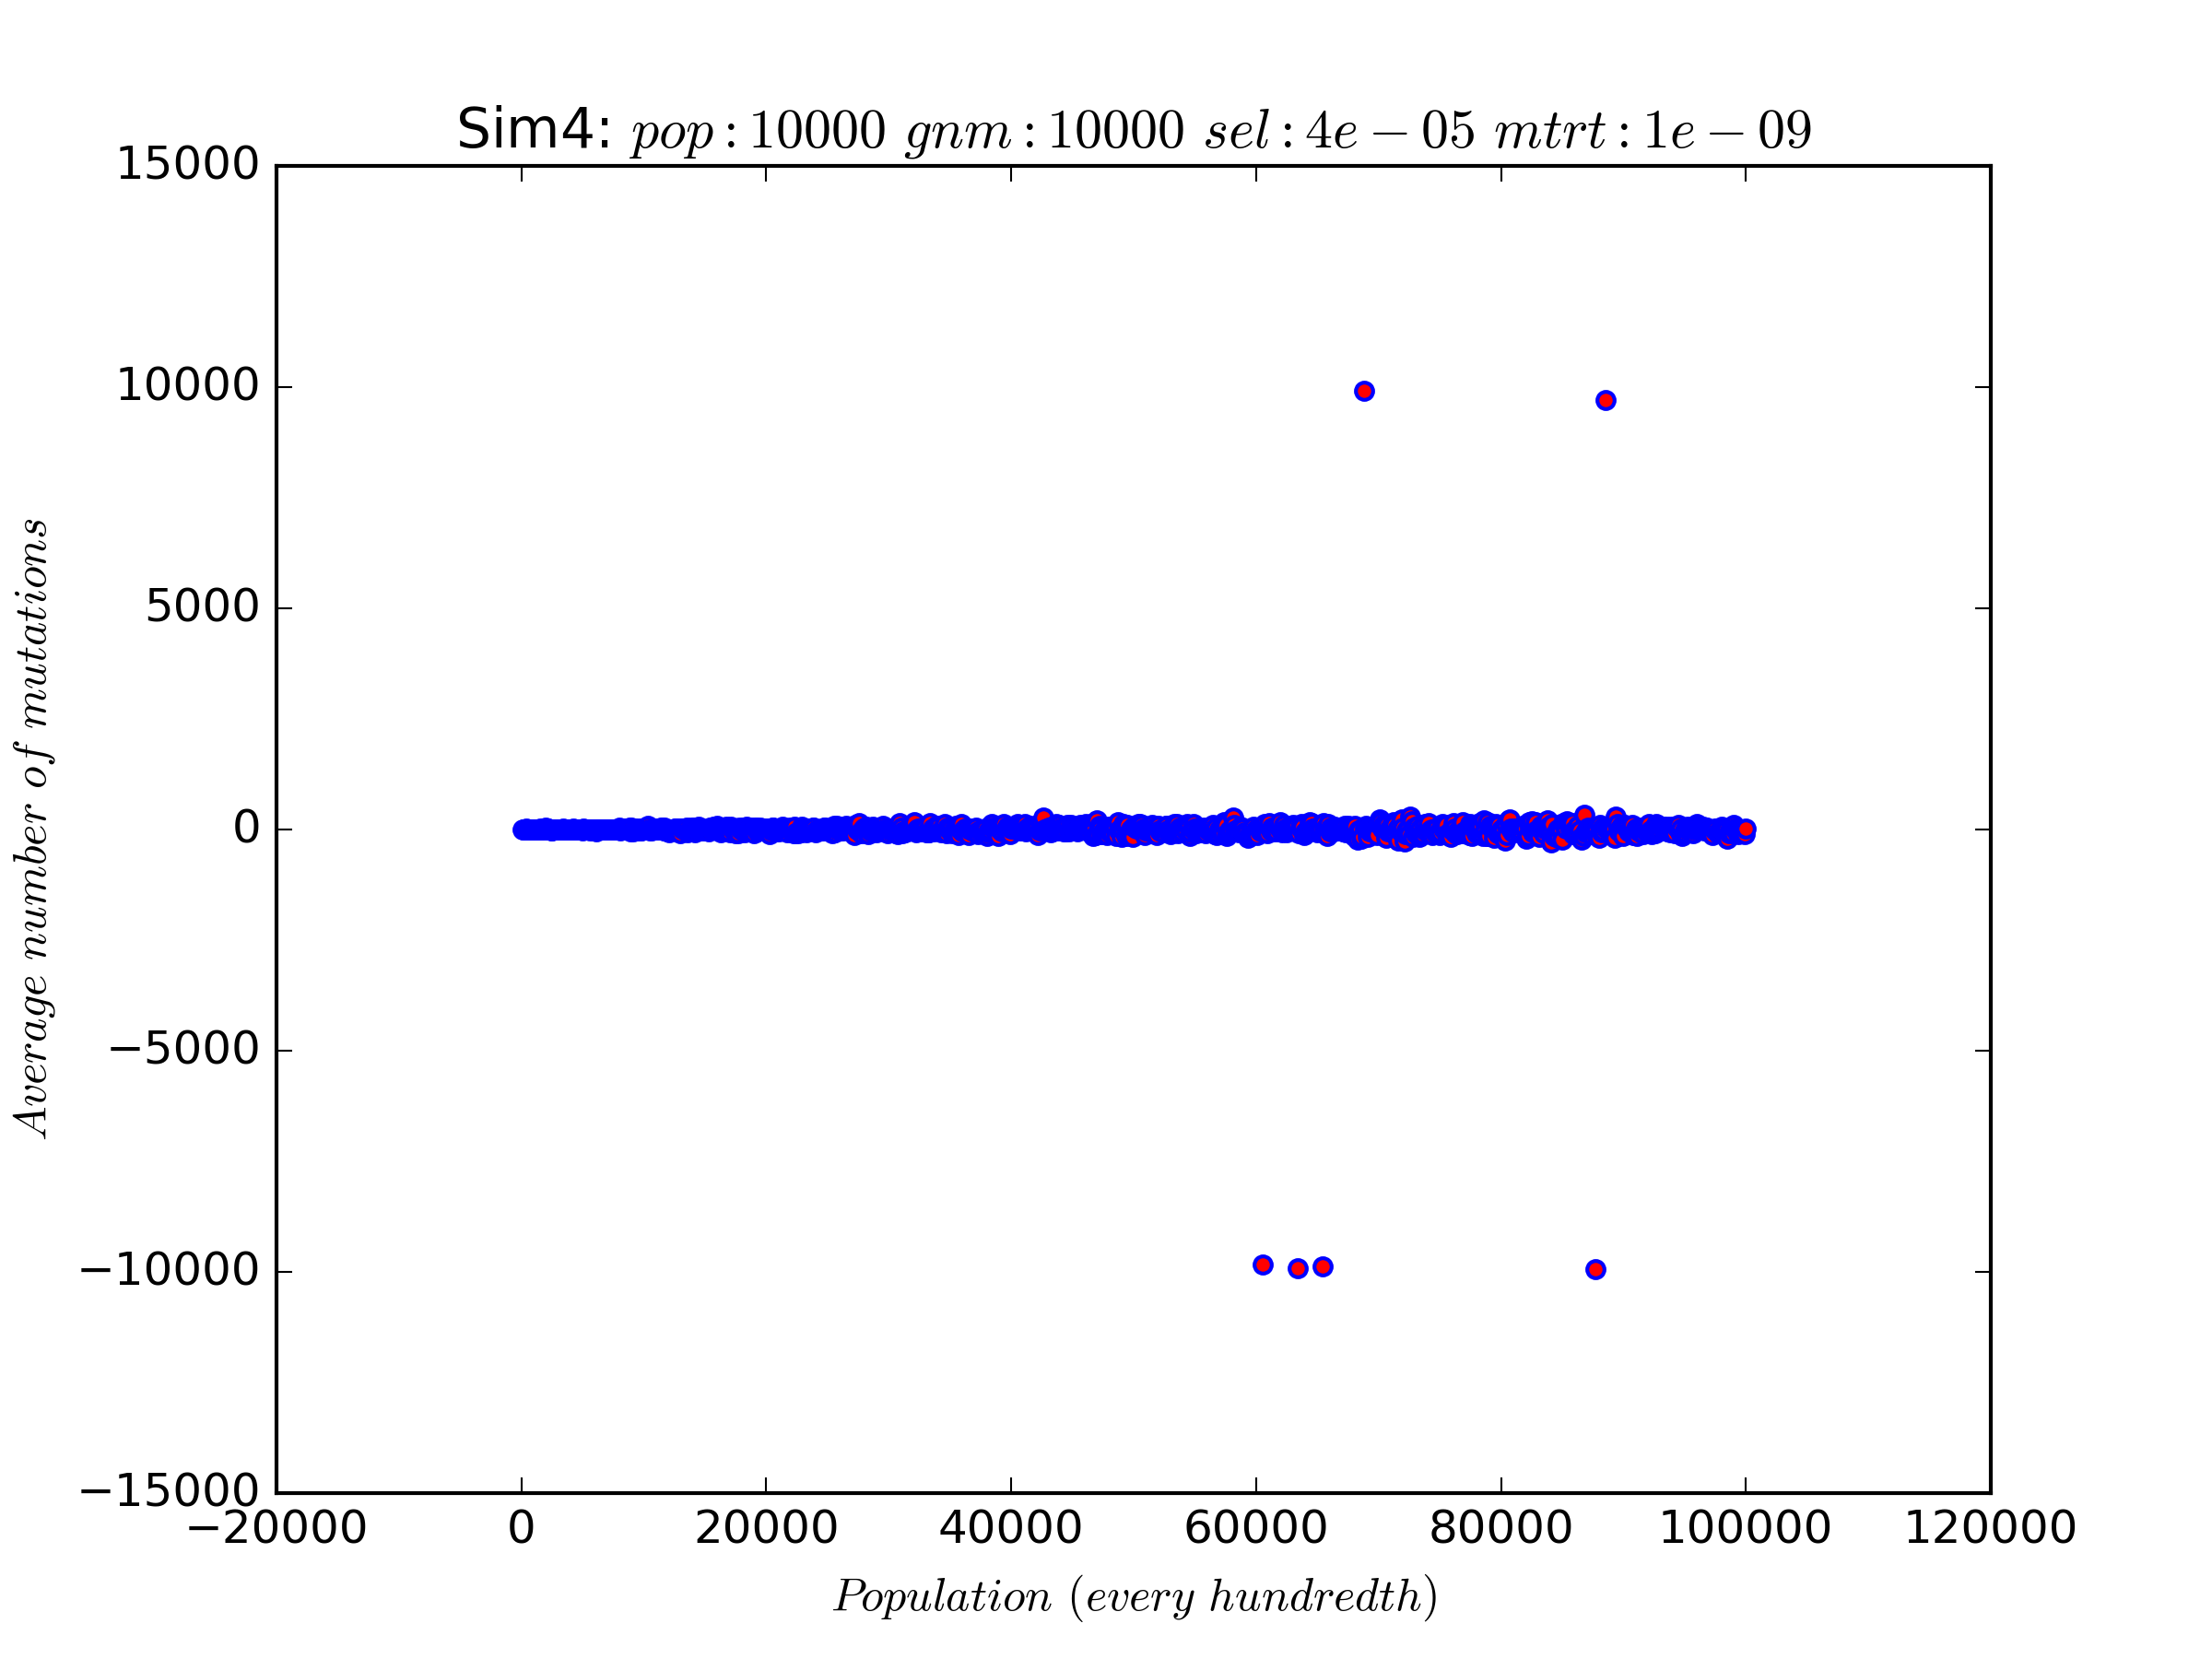 Sim4: pop : 10000 gnm : 10000 sel : 4e − 05 mtrt : 1e − 09
15000
10000
5000
0
−5000
−10000
−15000
Average number of mutations
−20000 0 20000 40000 60000 80000 100000 120000
Population (every hundredth)